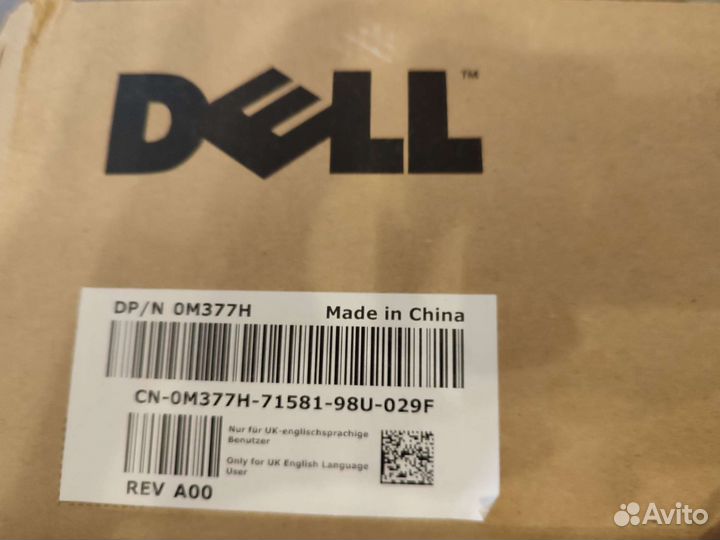 DELL™
DP/N 0M377H Made in China
CN-0M377H-71581-98U-029F
Nur für UK-englischsprachige
Benutzer
Only for UK English Language
User
REV A00
Avito